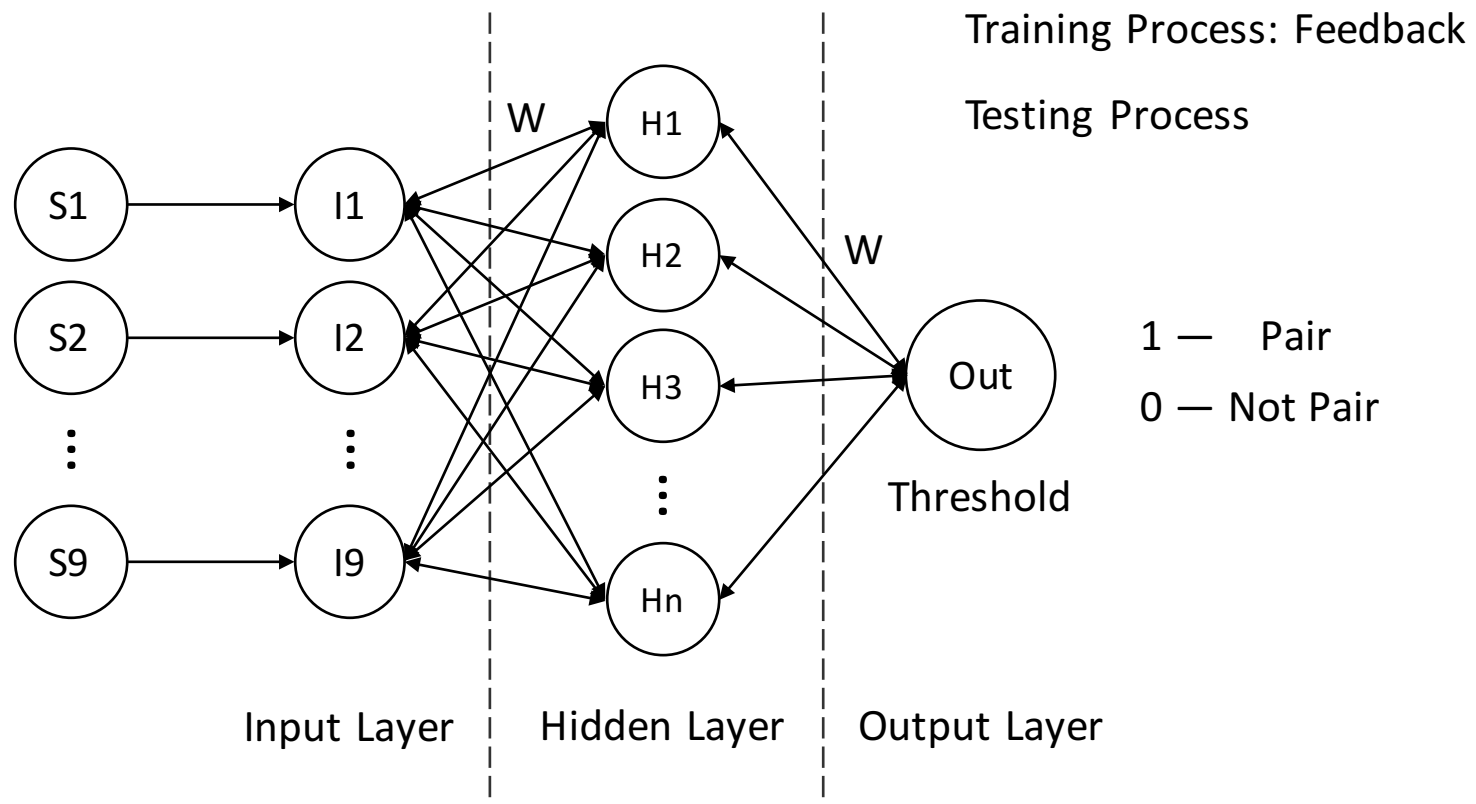 Training Process: Feedback
Testing Process
W
H1
S1
I1
H2
W
S2
I2
H3
Out
1 — Pair
0 — Not Pair
⋮
⋮
⋮
Threshold
S9
I9
Hn
Input Layer
Hidden Layer
Output Layer